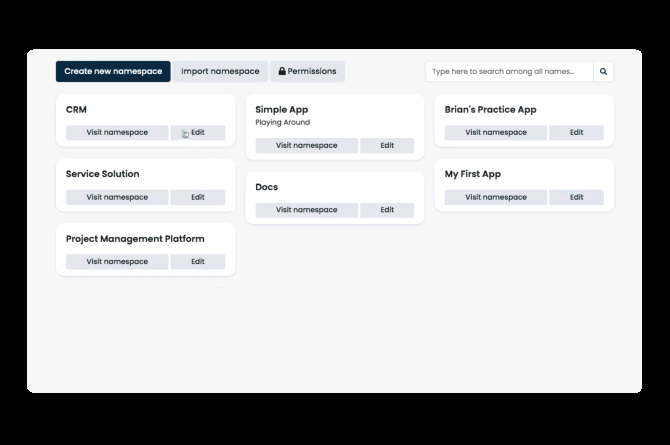 Create new namespace
Import namespace
Permissions
Type here to search among all names...
CRM
Visit namespace
Edit
Simple App
Playing Around
Visit namespace
Edit
Brian's Practice App
Visit namespace
Edit
Service Solution
Visit namespace
Edit
Docs
Visit namespace
Edit
My First App
Visit namespace
Edit
Project Management Platform
Visit namespace
Edit